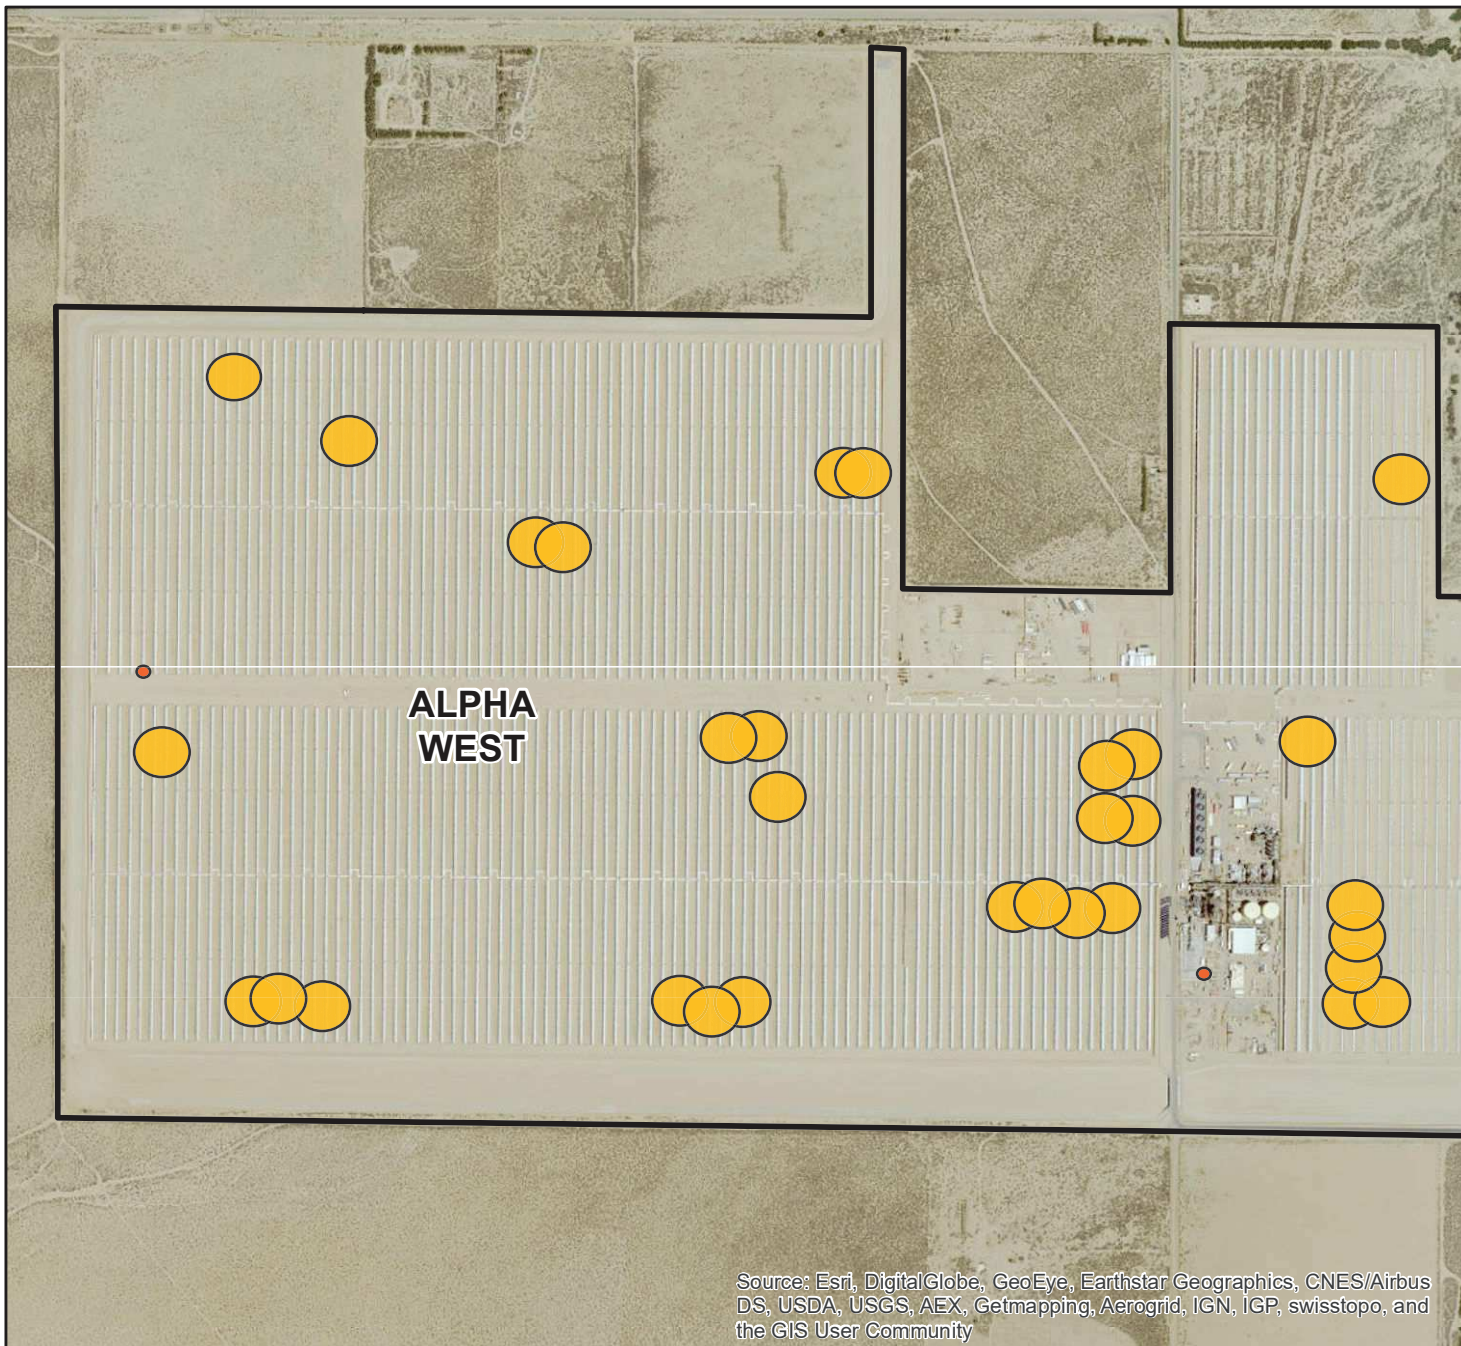 ALPHA
WEST
Source: Esri, DigitalGlobe, GeoEye, Earthstar Geographics, CNES/Airbus
DS, USDA, USGS, AEX, Getmapping, Aerogrid, IGN, IGP, swisstopo, and
the GIS User Community